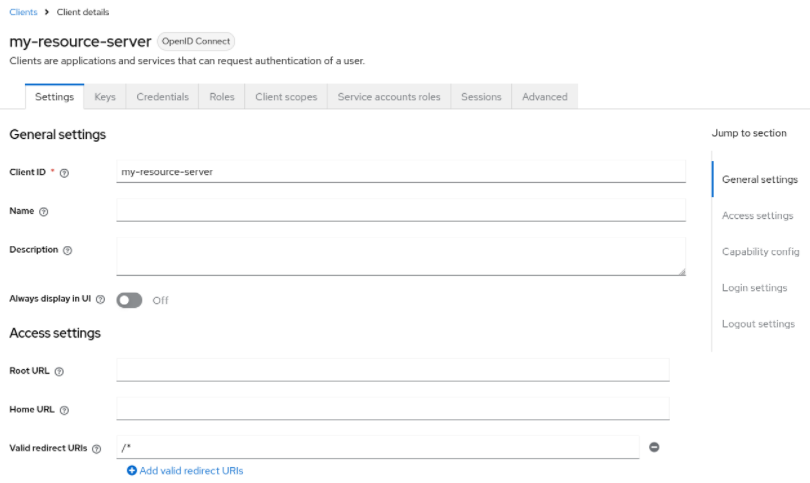 Clients > Client details
my-resource-server OpenID Connect
Clients are applications and services that can request authentication of a user.
Settings Keys Credentials Roles Client scopes Service accounts roles Sessions Advanced
General settings
Jump to section
Client ID * my-resource-server
General settings
Name
Access settings
Description
Capability config
Login settings
Always display in UI Off
Logout settings
Access settings
Root URL
Home URL
Valid redirect URIs /*
Add valid redirect URIs